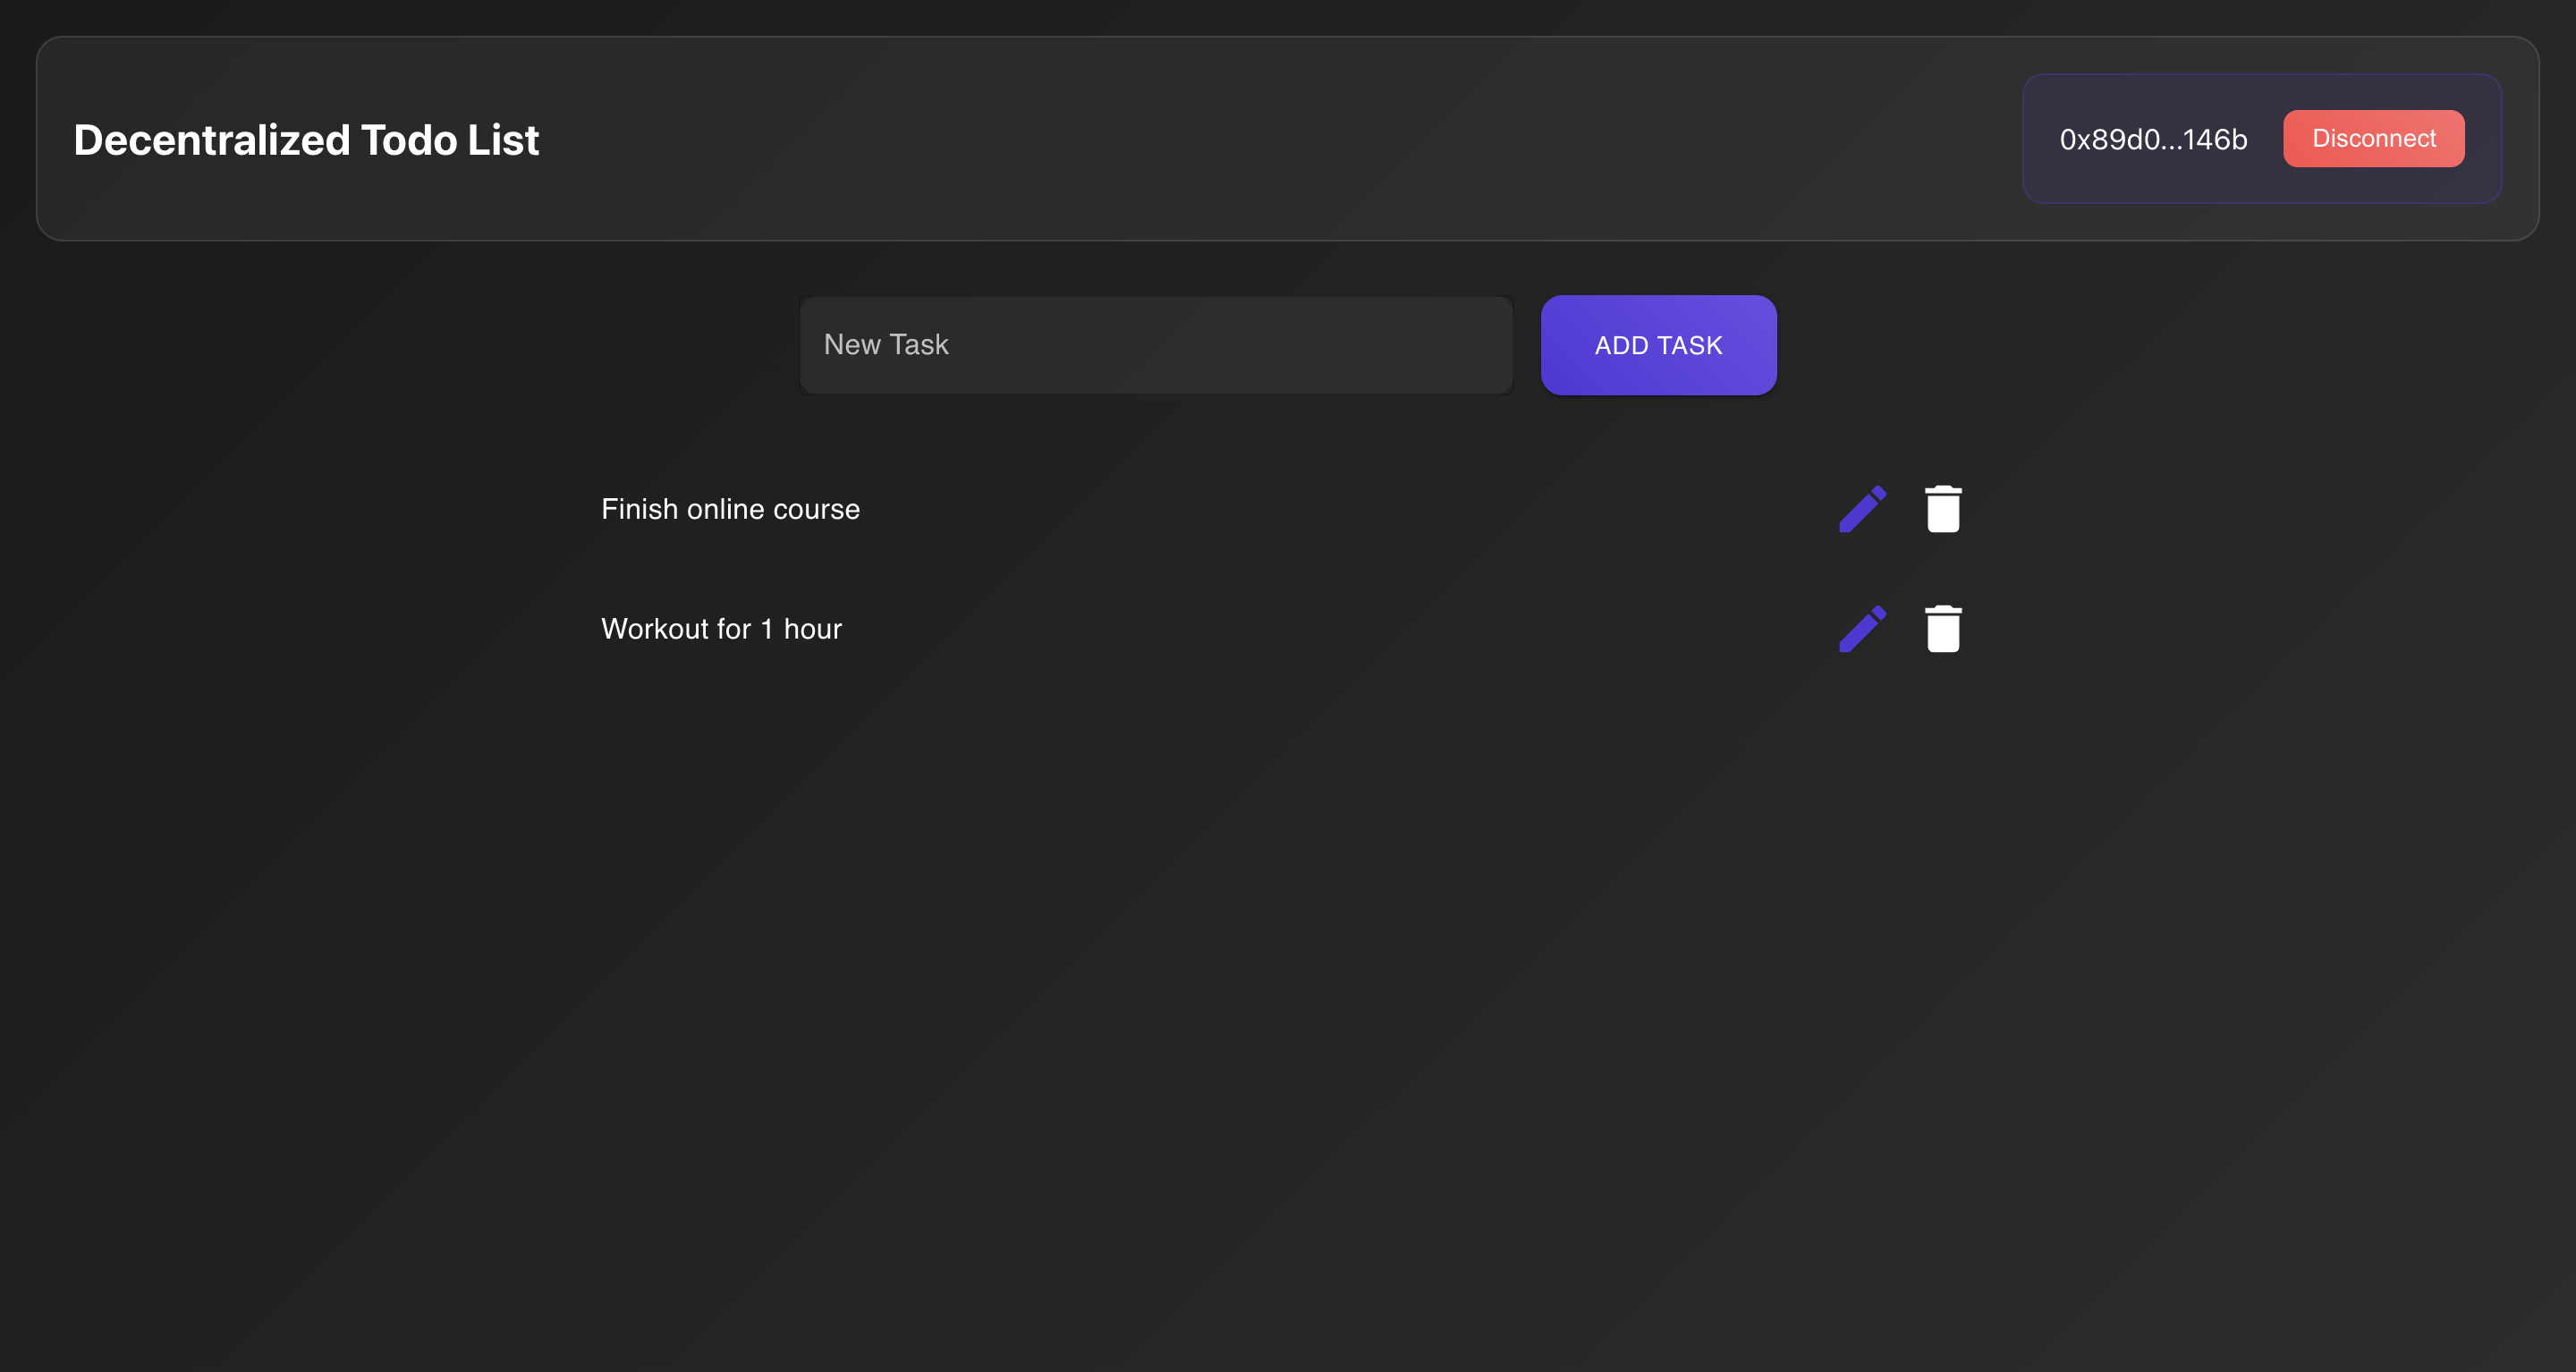 Decentralized Todo List
0x89d0...146b
Disconnect
New Task
ADD TASK
Finish online course
Workout for 1 hour